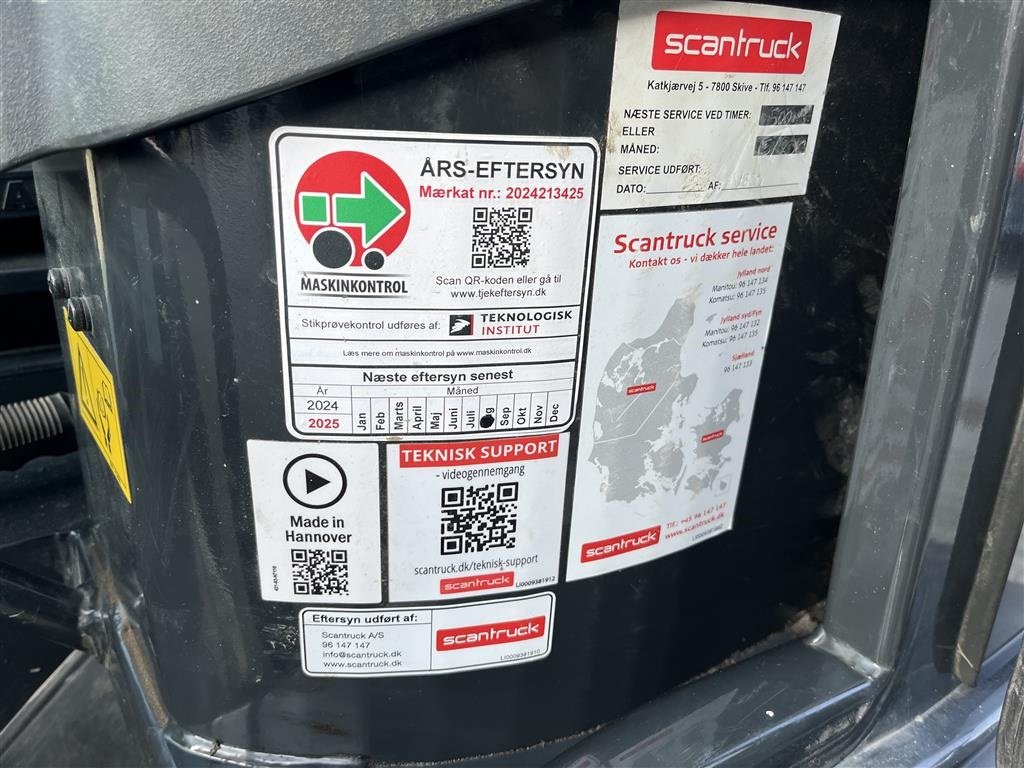 scantruck
Katkjærvej 5 - 7800 Skive - Tlf. 96 147 147
NÆSTE SERVICE VED TIMER: 500
ELLER
MÅNED:
SERVICE UDFØRT:
DATO: AF:
ÅRS-EFTERSYN
Mærkat nr.: 2024213425
MASKINKONTROL
Scan QR-koden eller gå til
www.tjekeftersyn.dk
Stikprøvekontrol udføres af: TEKNOLOGISK
INSTITUT
Læs mere om maskinkontrol på www.maskinkontrol.dk
Næste eftersyn senest
År Måned
2024
2025 Jan Feb Marts April Maj Juni Juli Sep Okt Nov Dec
Scantruck service
Kontakt os - vi dækker hele landet:
Jylland nord
Manitou: 96 147 134
Komatsu: 96 147 135
Jylland syd/Fyn
Manitou: 96 147 132
Komatsu: 96 147 135
Sjælland:
96 147 133
scantruck
scantruck
scantruck
Tlf.: +45 96 147 147
www.scantruck.dk
Made in
Hannover
TEKNISK SUPPORT
- videogennemgang
scantruck.dk/teknisk-support
scantruck
LI0009381912
Eftersyn udført af:
Scantruck A/S
96 147 147
info@scantruck.dk
www.scantruck.dk
scantruck
LI0009381910